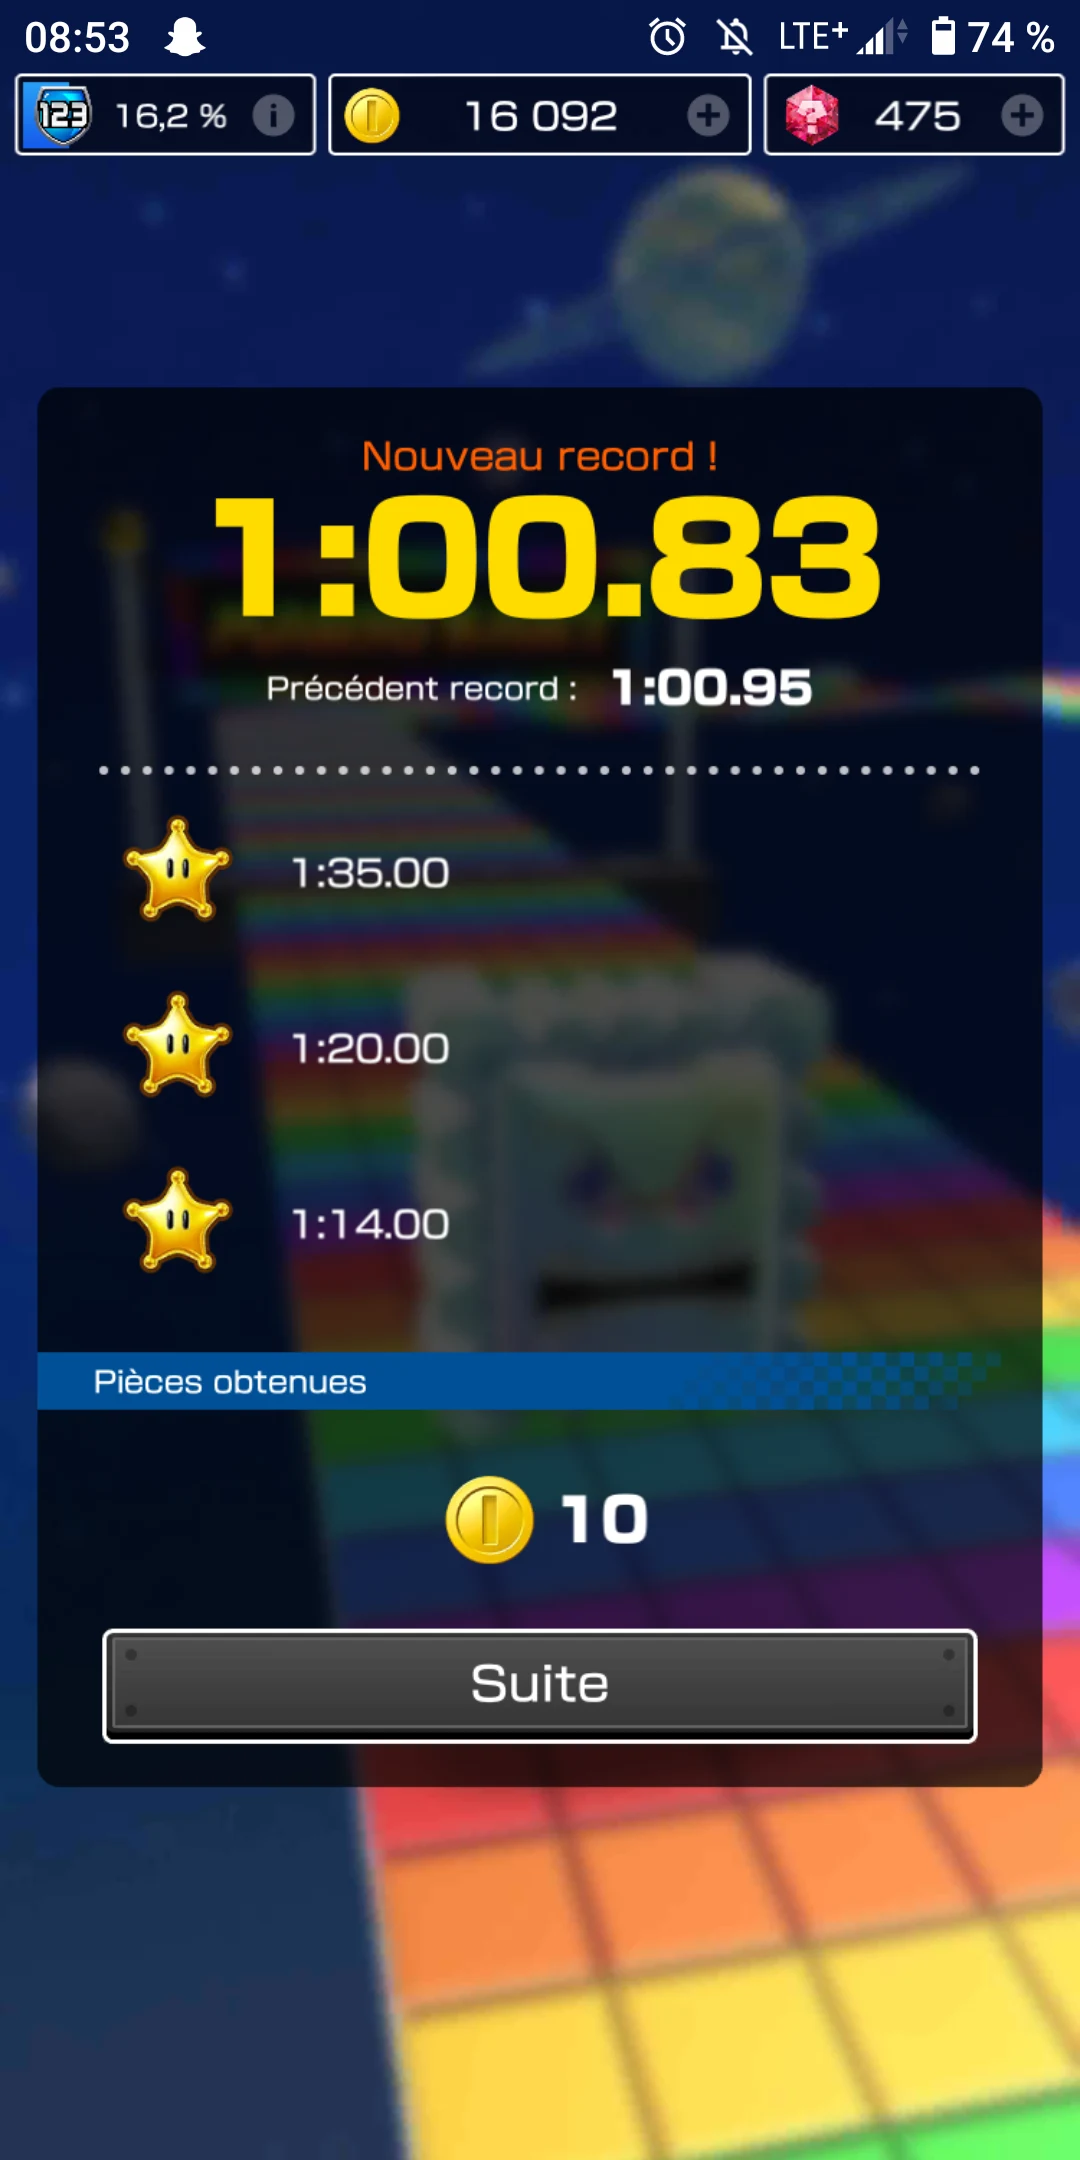 08:53 LTE+ 74 %
123 16,2 % i 16 092 + 475 +
Nouveau record !
1:00.83
Précédent record : 1:00.95
1:35.00
1:20.00
1:14.00
Pièces obtenues
10
Suite